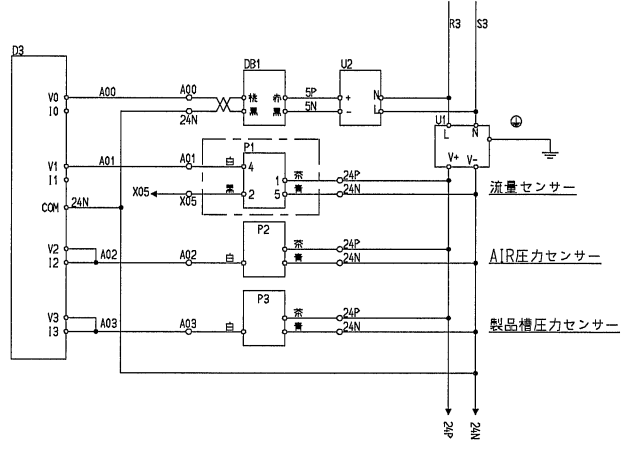 R3 S3
D3 DB1 U2
V0 A00 A00 桃 赤 5P + N
I0 24N 黒 黒 5N - L
U1 L N
P1 V+ V-
V1 A01 A01 白 4
I1 1 茶 24P
X05 X05 黒 2 5 青 24N 流量センサー
COM 24N
V2 P2 茶 24P
I2 A02 A02 白 青 24N AIR圧力センサー
V3 P3 茶 24P
I3 A03 A03 白 青 24N 製品槽圧力センサー
24P 24N